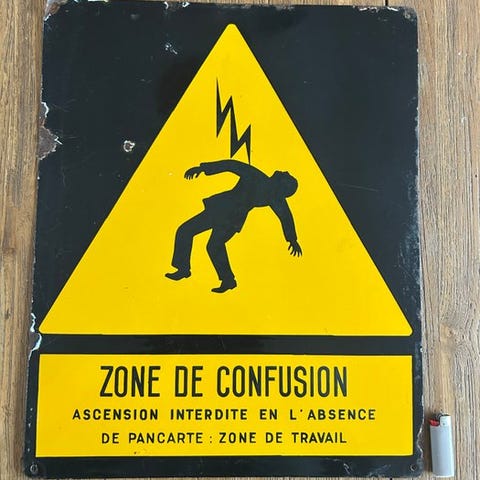 ZONE DE CONFUSION
ASCENSION INTERDITE EN L'ABSENCE
DE PANCARTE : ZONE DE TRAVAIL